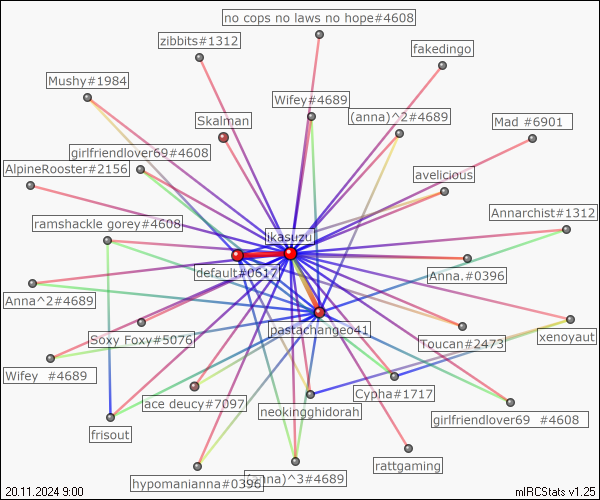 no cops no laws no hope#4608
zibbits#1312
fakedingo
Mushy#1984
Wifey#4689
(anna)^2#4689
Skalman
Mad #6901
girlfriendlover69#4608
AlpineRooster#2156
avelicious
Annarchist#1312
ramshackle gorey#4608
ikasuzu
default#0617
Anna.#0396
Anna^2#4689
pastachangeo41
Soxy Foxy#5076
Toucan#2473
xenoyaut
Wifey #4689
Cypha#1717
ace deucy#7097
neokingghidorah
girlfriendlover69 #4608
frisout
rattgaming
hypomanianna#0396
)^3#4689
20.11.2024 9:00
mIRCStats v1.25